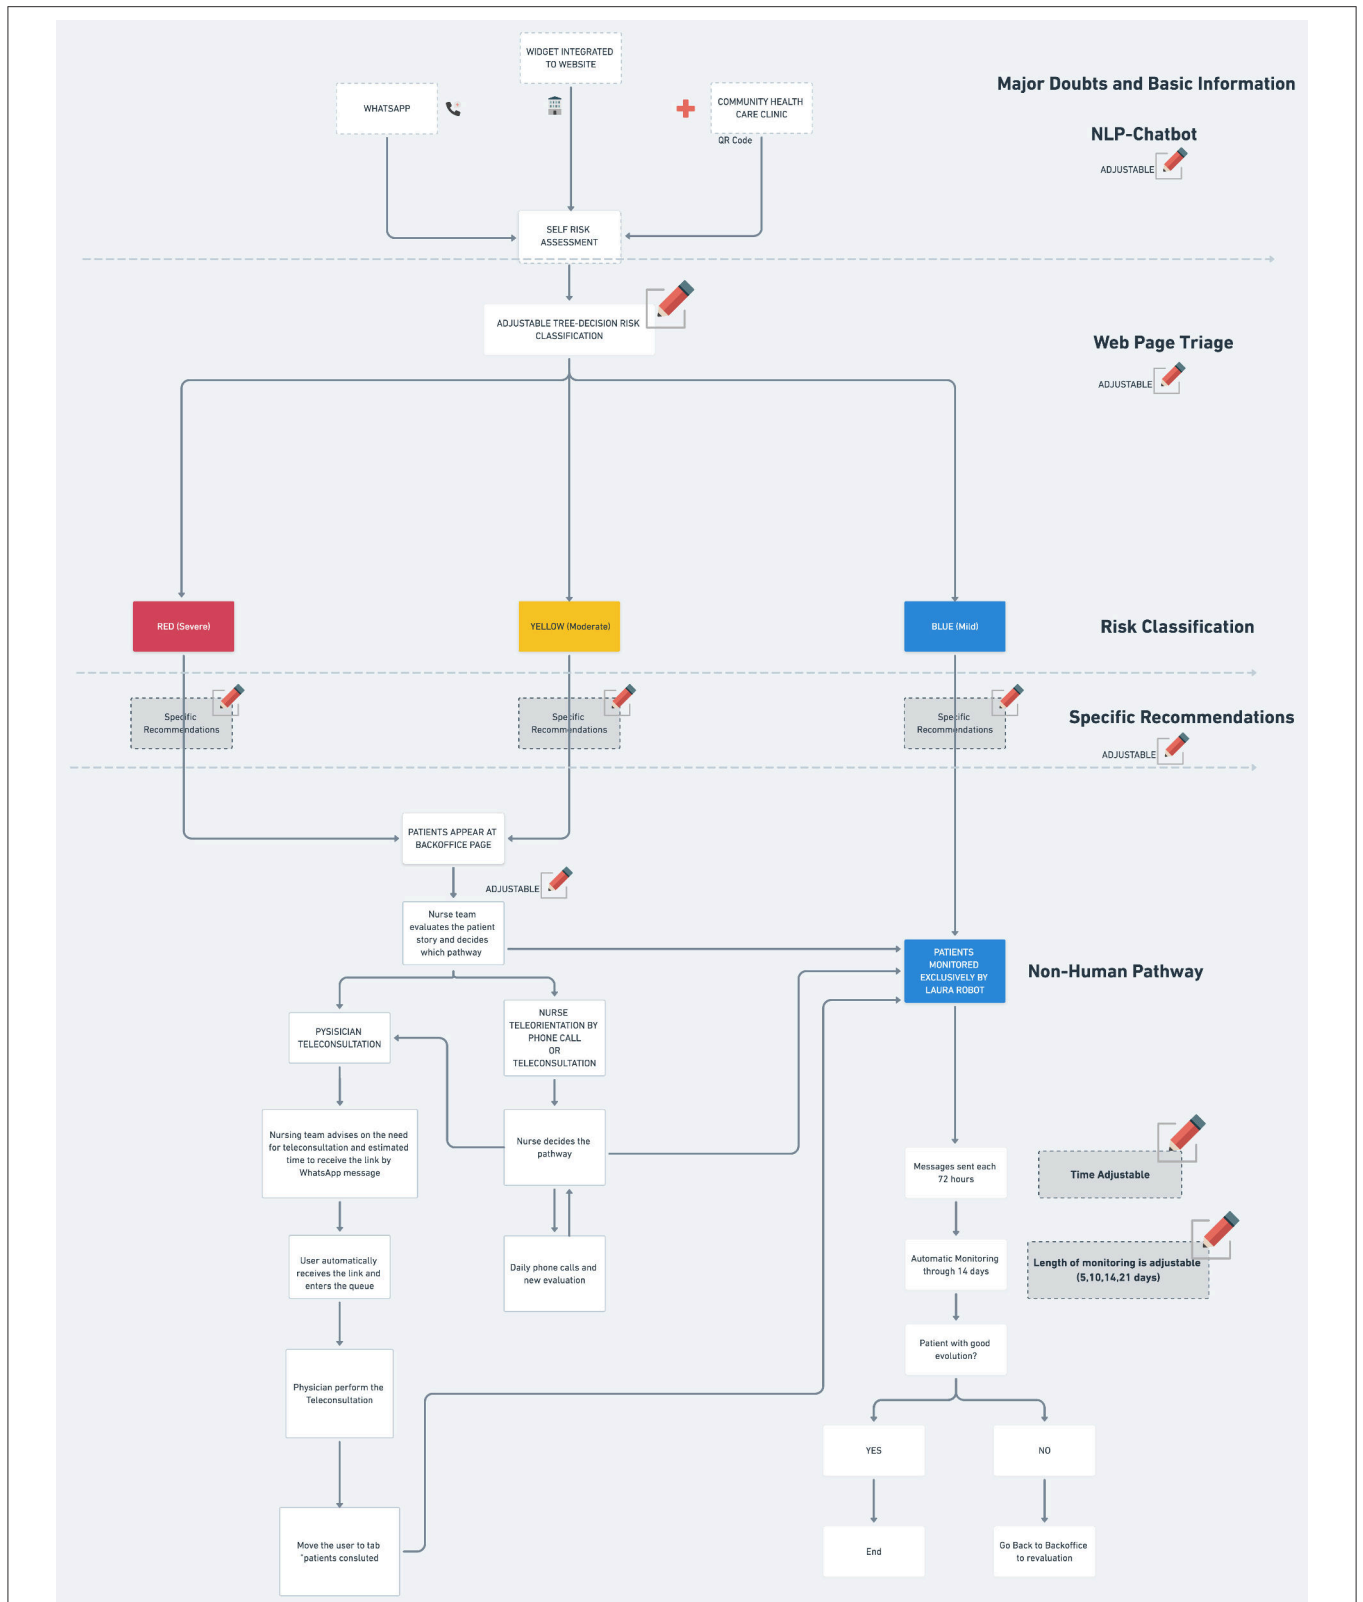 WIDGET INTEGRATED
TO WEBSITE
Major Doubts and Basic Information
WHATSAPP
COMMUNITY HEALTH
CARE CLINIC
QR Code
NLP-Chatbot
ADJUSTABLE
SELF RISK
ASSESSMENT
ADJUSTABLE TREE-DECISION RISK
CLASSIFICATION
Web Page Triage
ADJUSTABLE
RED (Severe)
YELLOW (Moderate)
BLUE (Mild)
Risk Classification
Specific
Recommendations
Specific
Recommendations
Specific
Recommendations
Specific Recommendations
ADJUSTABLE
PATIENTS APPEAR AT
BACKOFFICE PAGE
ADJUSTABLE
Nurse team
evaluates the patient
story and decides
which pathway
PATIENTS
MONITORED
EXCLUSIVELY BY
LAURA ROBOT
Non-Human Pathway
PYSISICIAN
TELECONSULTATION
NURSE
TELEORIENTATION BY
PHONE CALL
OR
TELECONSULTATION
Nursing team advises on the need
for teleconsultation and estimated
time to receive the link by
WhatsApp message
Nurse decides the
pathway
Messages sent each
72 hours
Time Adjustable
User automatically
receives the link and
enters the queue
Daily phone calls and
new evaluation
Automatic Monitoring
through 14 days
Length of monitoring is adjustable
(5,10,14,21 days)
Patient with good
evolution?
Physician perform the
Teleconsultation
YES
NO
Move the user to tab
"patients consluted
End
Go Back to Backoffice
to revaluation